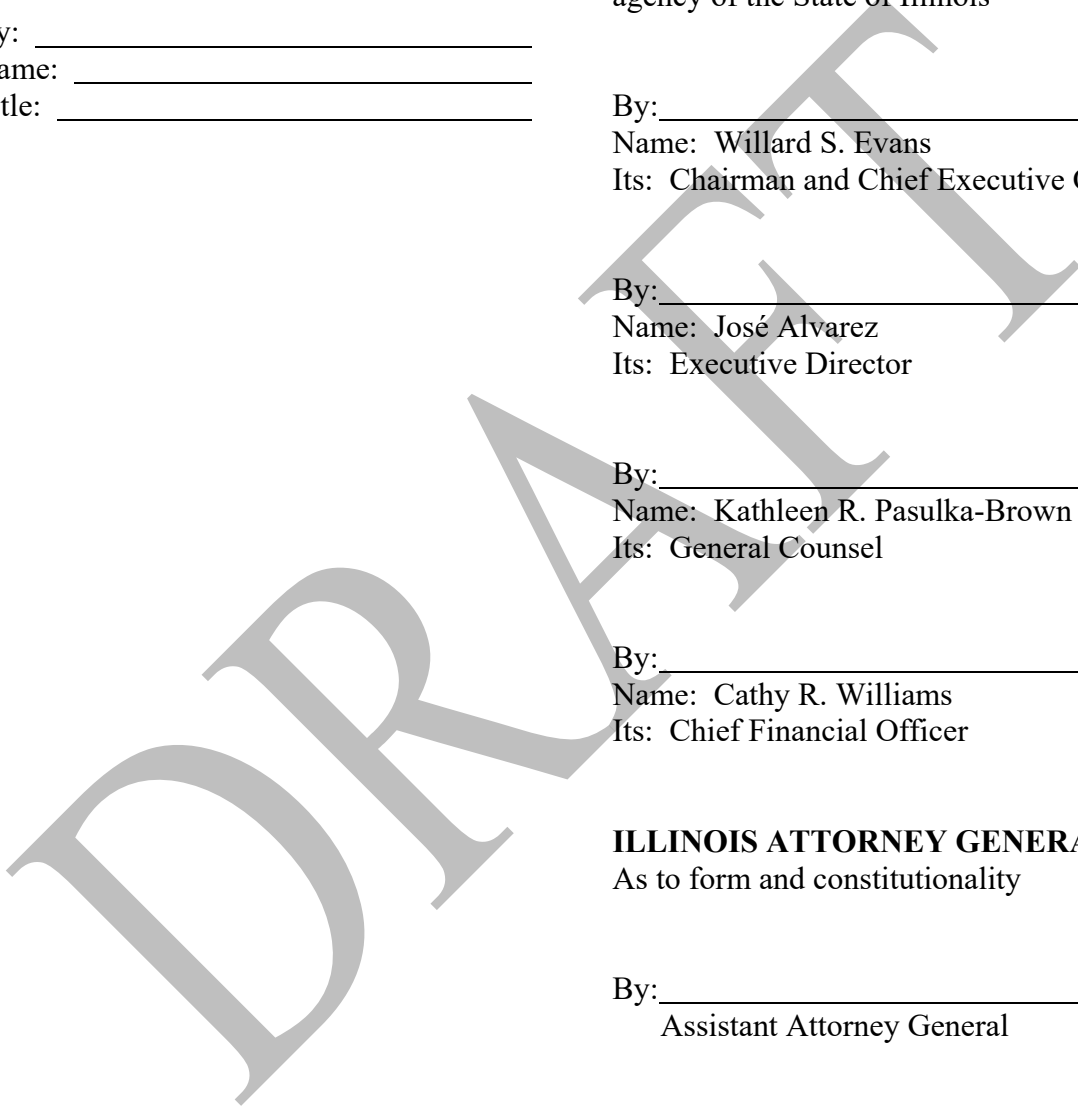 y:
ame:
tle:
agency of the State of Illinois
By:
Name: Willard S. Evans
Its: Chairman and Chief Executive
By:
Name: José Alvarez
Its: Executive Director
By:
Name: Kathleen R. Pasulka-Brown
Its: General Counsel
By:
Name: Cathy R. Williams
Its: Chief Financial Officer
ILLINOIS ATTORNEY GENERA
As to form and constitutionality
By:
Assistant Attorney General
DRAFT